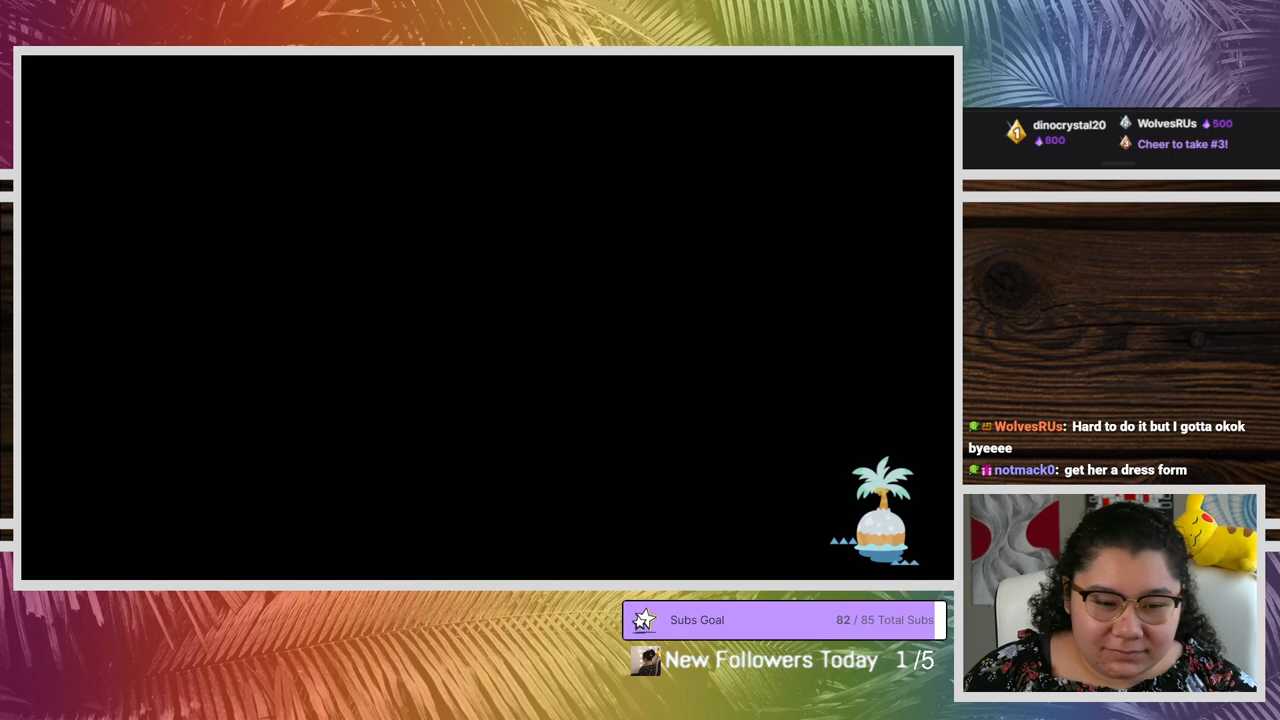 dinocrystal20
800
WolvesRUs 500
Cheer to take #3!
WolvesRUs: Hard to do it but I gotta okok
byeeee
notmack0: get her a dress form
Subs Goal 82 / 85 Total Subs
New Followers Today 1 /5